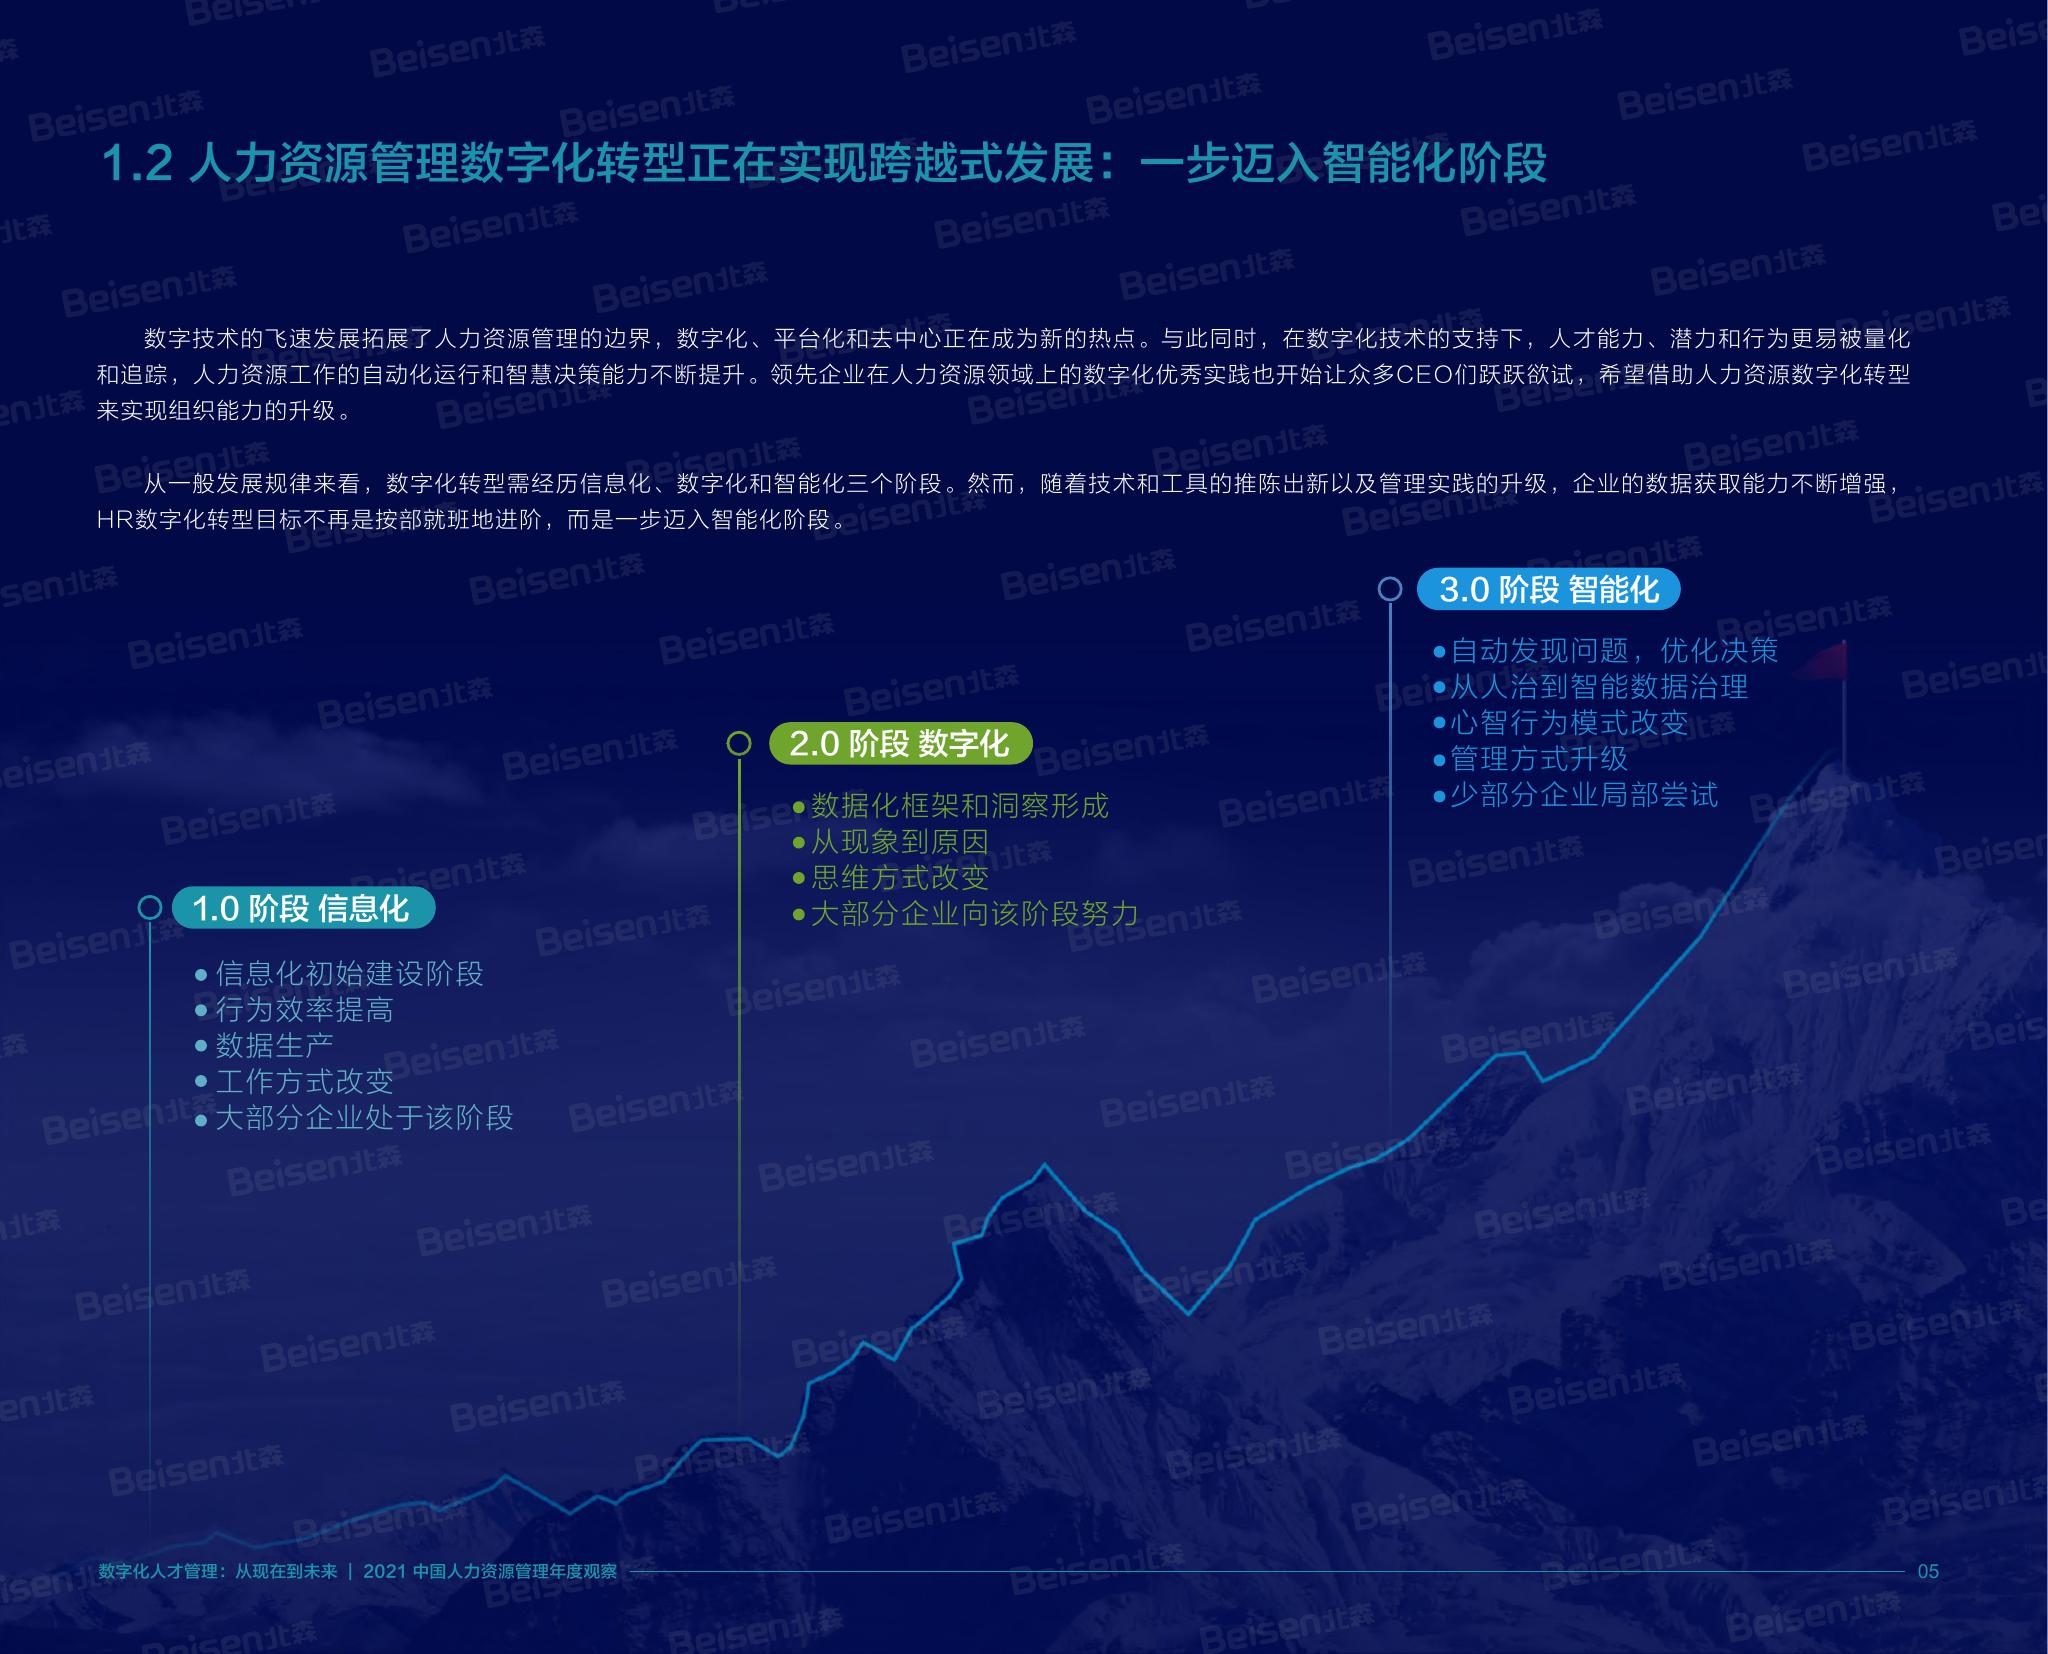 1.2 人力资源管理数字化转型正在实现跨越式发展：一步迈入智能化阶段
数字技术的飞速发展拓展了人力资源管理的边界，数字化、平台化和去中心正在成为新的热点。与此同时，在数字化技术的支持下，人才能力、潜力和行为更易被量化
和追踪，人力资源工作的自动化运行和智慧决策能力不断提升。领先企业在人力资源领域上的数字化优秀实践也开始让众多CEO们跃跃欲试，希望借助人力资源数字化转型
来实现组织能力的升级。
从一般发展规律来看，数字化转型需经历信息化、数字化和智能化三个阶段。然而，随着技术和工具的推陈出新以及管理实践的升级，企业的数据获取能力不断增强，
HR数字化转型目标不再是按部就班地进阶，而是一步迈入智能化阶段。
1.0 阶段 信息化
●信息化初始建设阶段
●行为效率提高
●数据生产
●工作方式改变
●大部分企业处于该阶段
2.0 阶段 数字化
●数据化框架和洞察形成
●从现象到原因
●思维方式改变
●大部分企业向该阶段努力
3.0 阶段 智能化
●自动发现问题，优化决策
●从人治到智能数据治理
●心智行为模式改变
●管理方式升级
●少部分企业局部尝试
数字化人才管理：从现在到未来 | 2021 中国人力资源管理年度观察
05
Beisen北森